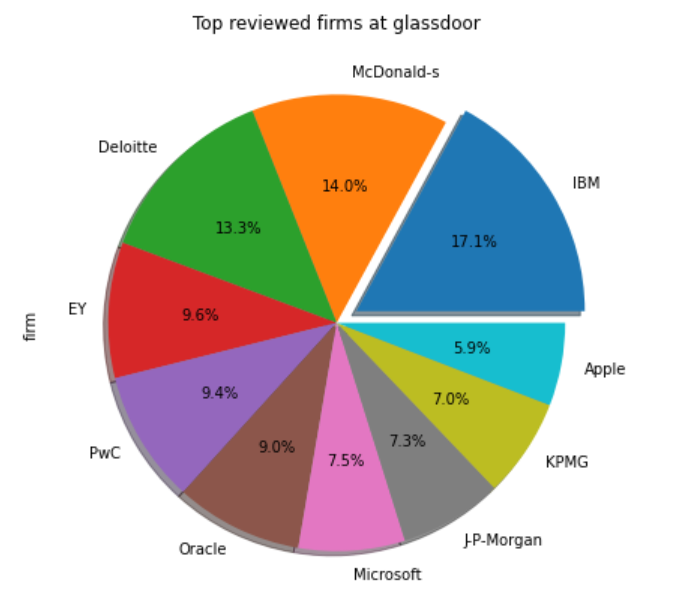 Top reviewed firms at glassdoor
McDonald-s
IBM
Deloitte
14.0%
17.1%
13.3%
EY
9.6%
firm
5.9%
Apple
9.4%
7.0%
PwC
9.0%
7.5%
7.3%
KPMG
Oracle
J-P-Morgan
Microsoft